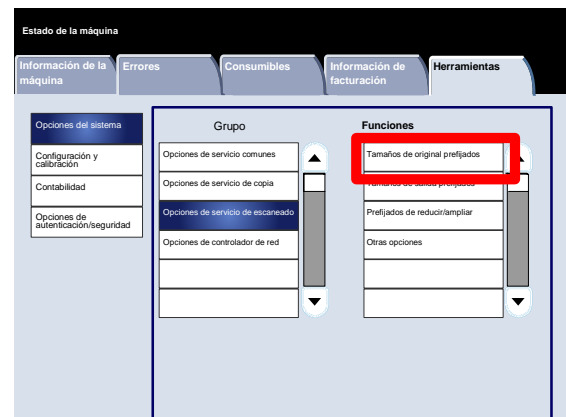 Estado de la máquina
Información de la
máquina
Errores
Consumibles
Información de
facturación
Herramientas
Opciones del sistema
Configuración y
calibración
Contabilidad
Opciones de
autenticación/seguridad
Grupo
Opciones de servicio comunes
Opciones de servicio de copia
Opciones de servicio de escaneado
Opciones de controlador de red
Funciones
Tamaños de original prefijados
Tamaños de salida prefijados
Prefijados de reducir/ampliar
Otras opciones